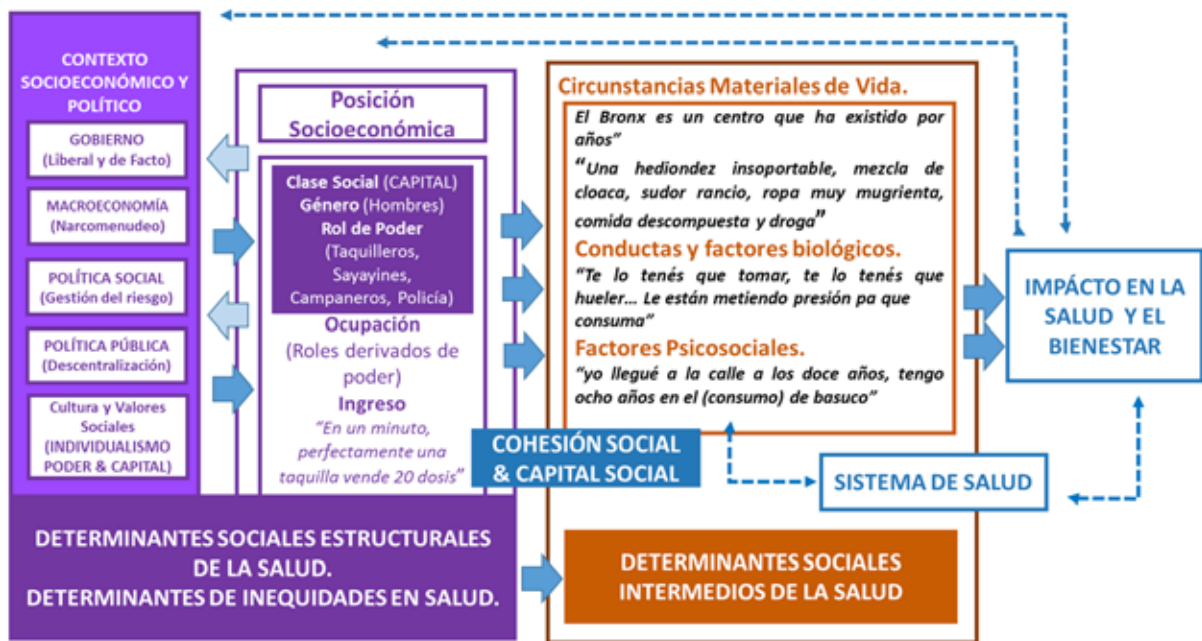 CONTEXTO
SOCIOECONÓMICO Y
POLÍTICO
GOBIERNO
(Liberal y de Facto)
MACROECONOMÍA
(Narcomenudeo)
POLÍTICA SOCIAL
(Gestión del riesgo)
POLÍTICA PÚBLICA
(Descentralización)
Cultura y Valores
Sociales
(INDIVIDUALISMO
PODER & CAPITAL)
Posición
Socioeconómica
Clase Social (CAPITAL)
Género (Hombres)
Rol de Poder
(Taquilleros,
Sayayines,
Campaneros, Policía)
Ocupación
(Roles derivados de
poder)
Ingreso
“En un minuto,
perfectamente una
taquilla vende 20 dosis”
DETERMINANTES SOCIALES ESTRUCTURALES
DE LA SALUD.
DETERMINANTES DE INEQUIDADES EN SALUD.
Circunstancias Materiales de Vida.
El Bronx es un centro que ha existido por
años”
“Una hediondez insoportable, mezcla de
cloaca, sudor rancio, ropa muy mugrienta,
comida descompuesta y droga”
Conductas y factores biológicos.
“Te lo tenés que tomar, te lo tenés que
hueler... Le están metiendo presión pa que
consuma”
Factores Psicosociales.
“yo llegué a la calle a los doce años, tengo
ocho años en el (consumo) de basuco”
COHESIÓN SOCIAL
& CAPITAL SOCIAL
SISTEMA DE SALUD
DETERMINANTES SOCIALES
INTERMEDIOS DE LA SALUD
IMPÁCTO EN LA
SALUD Y EL
BIENESTAR